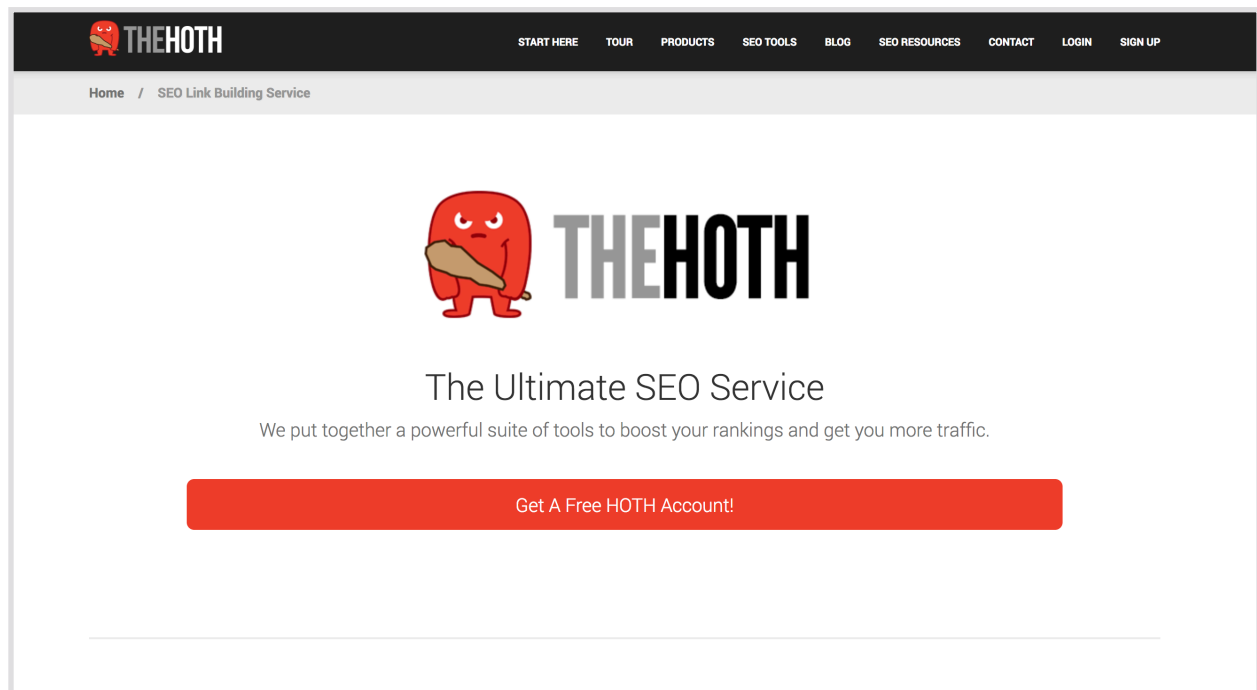 THEHOTH
START HERE TOUR PRODUCTS SEO TOOLS BLOG SEO RESOURCES CONTACT LOGIN SIGN UP
Home / SEO Link Building Service
THEHOTH
The Ultimate SEO Service
We put together a powerful suite of tools to boost your rankings and get you more traffic.
Get A Free HOTH Account!